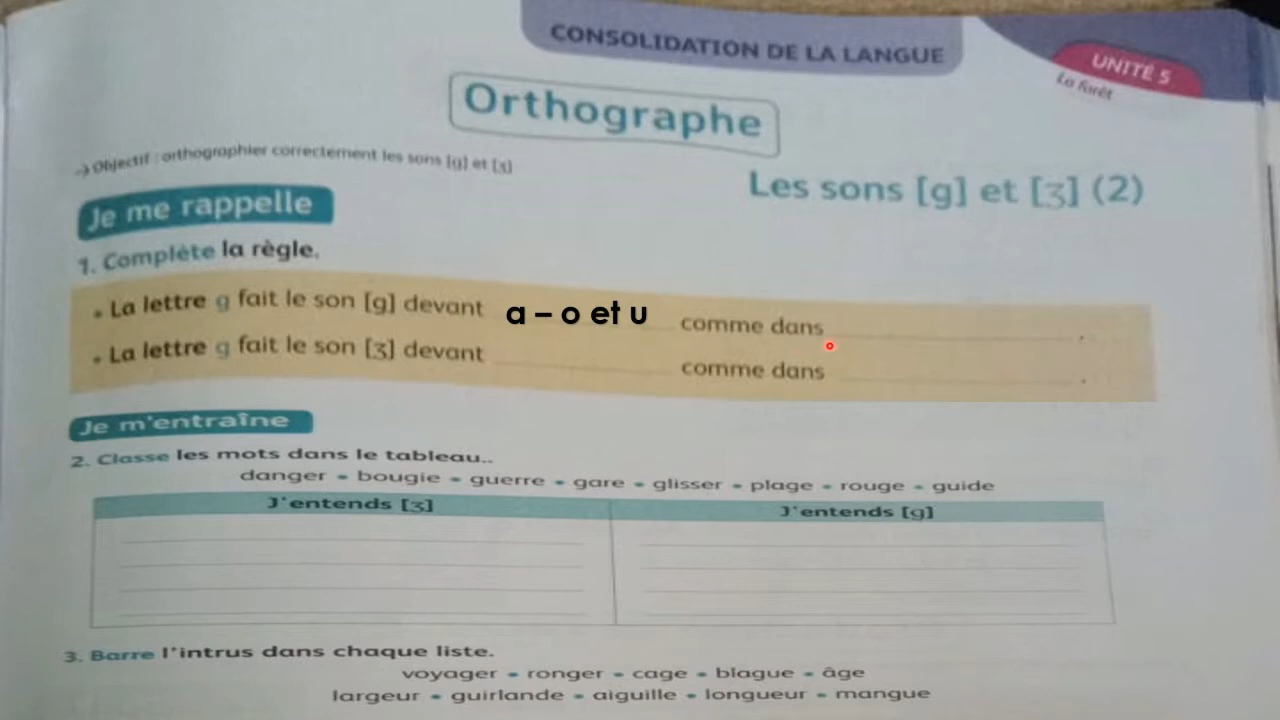 CONSOLIDATION DE LA LANGUE
UNITÉ 5
La forêt
Orthographe
→ Objectif : orthographier correctement les sons [g] et [ʒ]
Les sons [g] et [ʒ] (2)
Je me rappelle
1. Complète la règle.
• La lettre g fait le son [g] devant a – o et u comme dans .
• La lettre g fait le son [ʒ] devant comme dans .
Je m'entraîne
2. Classe les mots dans le tableau..
danger • bougie • guerre • gare • glisser • plage • rouge • guide
J'entends [ʒ] J'entends [g]
3. Barre l'intrus dans chaque liste.
voyager • ronger • cage • blague • âge
largeur • guirlande • aiguille • longueur • mangue